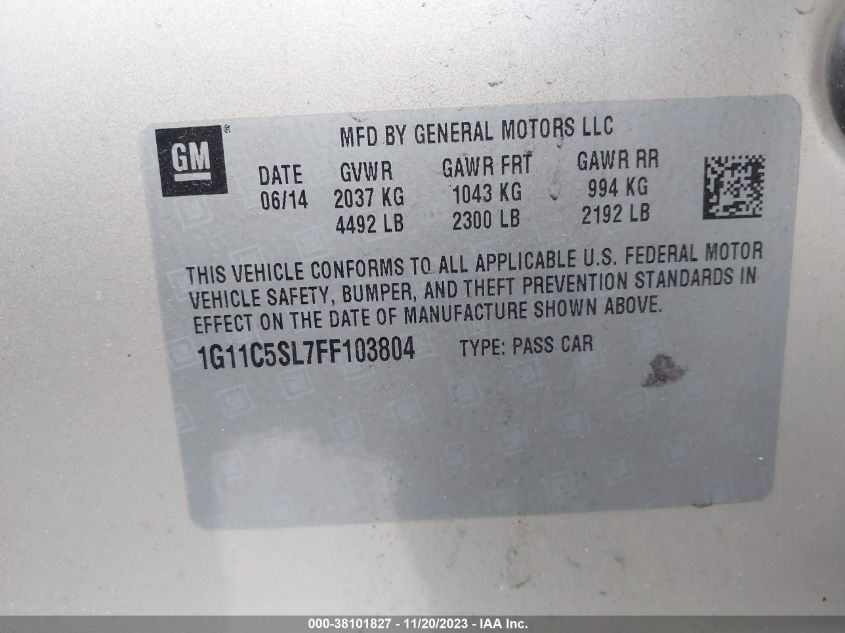 GM ®
MFD BY GENERAL MOTORS LLC
DATE GVWR GAWR FRT GAWR RR
06/14 2037 KG 1043 KG 994 KG
4492 LB 2300 LB 2192 LB
THIS VEHICLE CONFORMS TO ALL APPLICABLE U.S. FEDERAL MOTOR
VEHICLE SAFETY, BUMPER, AND THEFT PREVENTION STANDARDS IN
EFFECT ON THE DATE OF MANUFACTURE SHOWN ABOVE.
1G11C5SL7FF103804 TYPE: PASS CAR
000-38101827 - 11/20/2023 - IAA Inc.